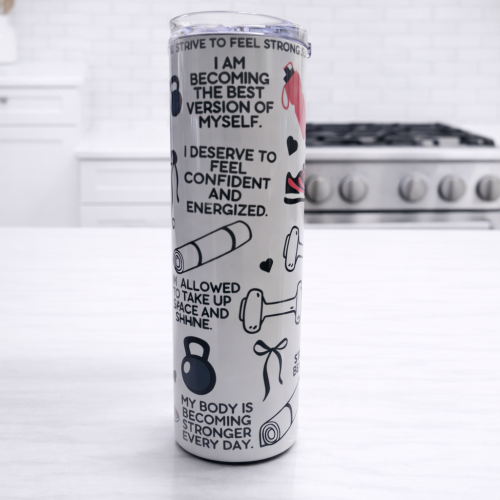 STRIVE TO FEEL STRONG
I AM
BECOMING
THE BEST
VERSION OF
MYSELF.
I DESERVE TO
FEEL
CONFIDENT
AND
ENERGIZED.
ALLOWED
TO TAKE UP
SPACE AND
SHHNE.
MY BODY IS
BECOMING
STRONGER
EVERY DAY.